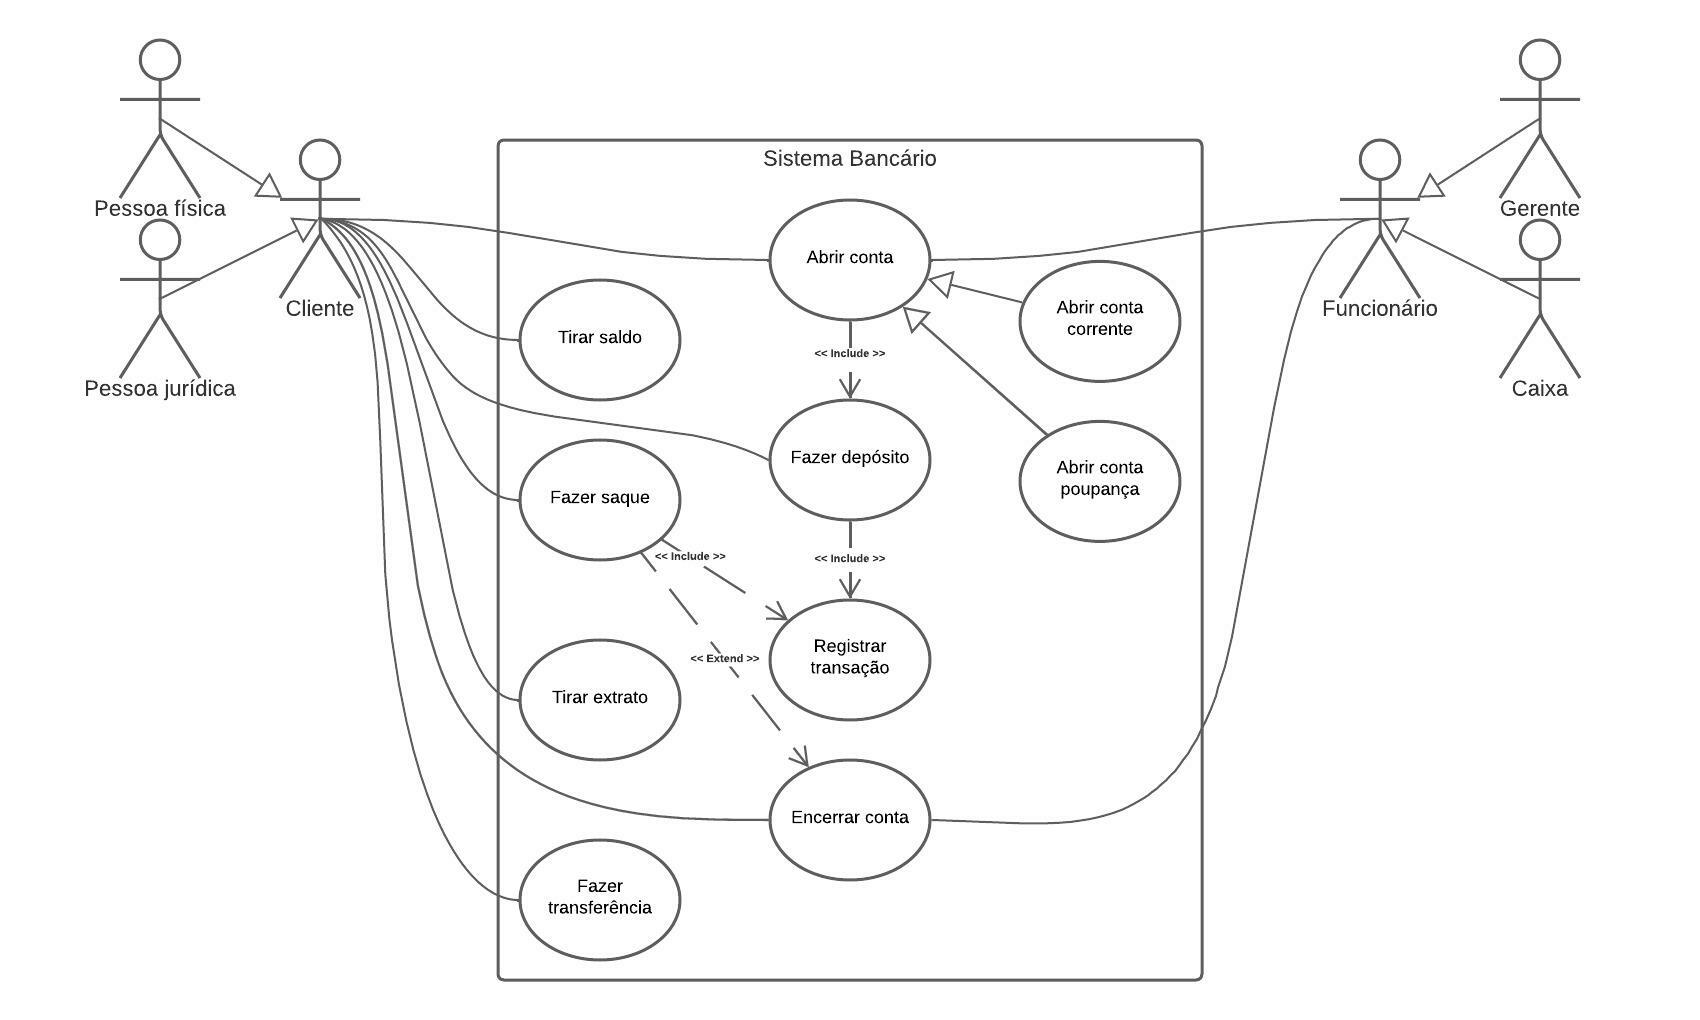 Sistema Bancário
Pessoa física
Pessoa jurídica
Cliente
Gerente
Funcionário
Caixa
Abrir conta
Abrir conta
corrente
Tirar saldo
<< Include >>
Fazer depósito
Abrir conta
poupança
Fazer saque
<< Include >>
<< Include >>
Registrar
transação
<< Extend >>
Tirar extrato
Encerrar conta
Fazer
transferência